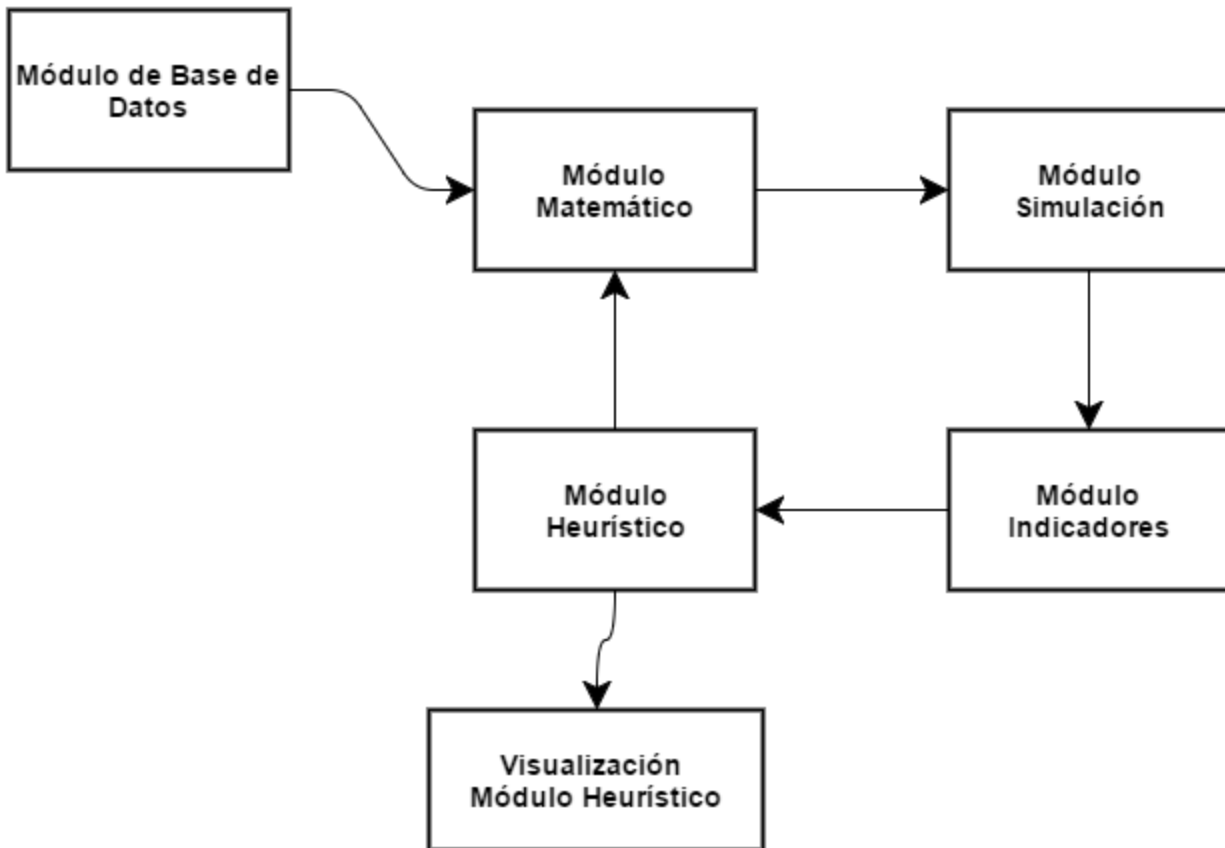 Módulo de Base de
Datos
Módulo
Matemático
Módulo
Simulación
Módulo
Heurístico
Módulo
Indicadores
Visualización
Módulo Heurístico